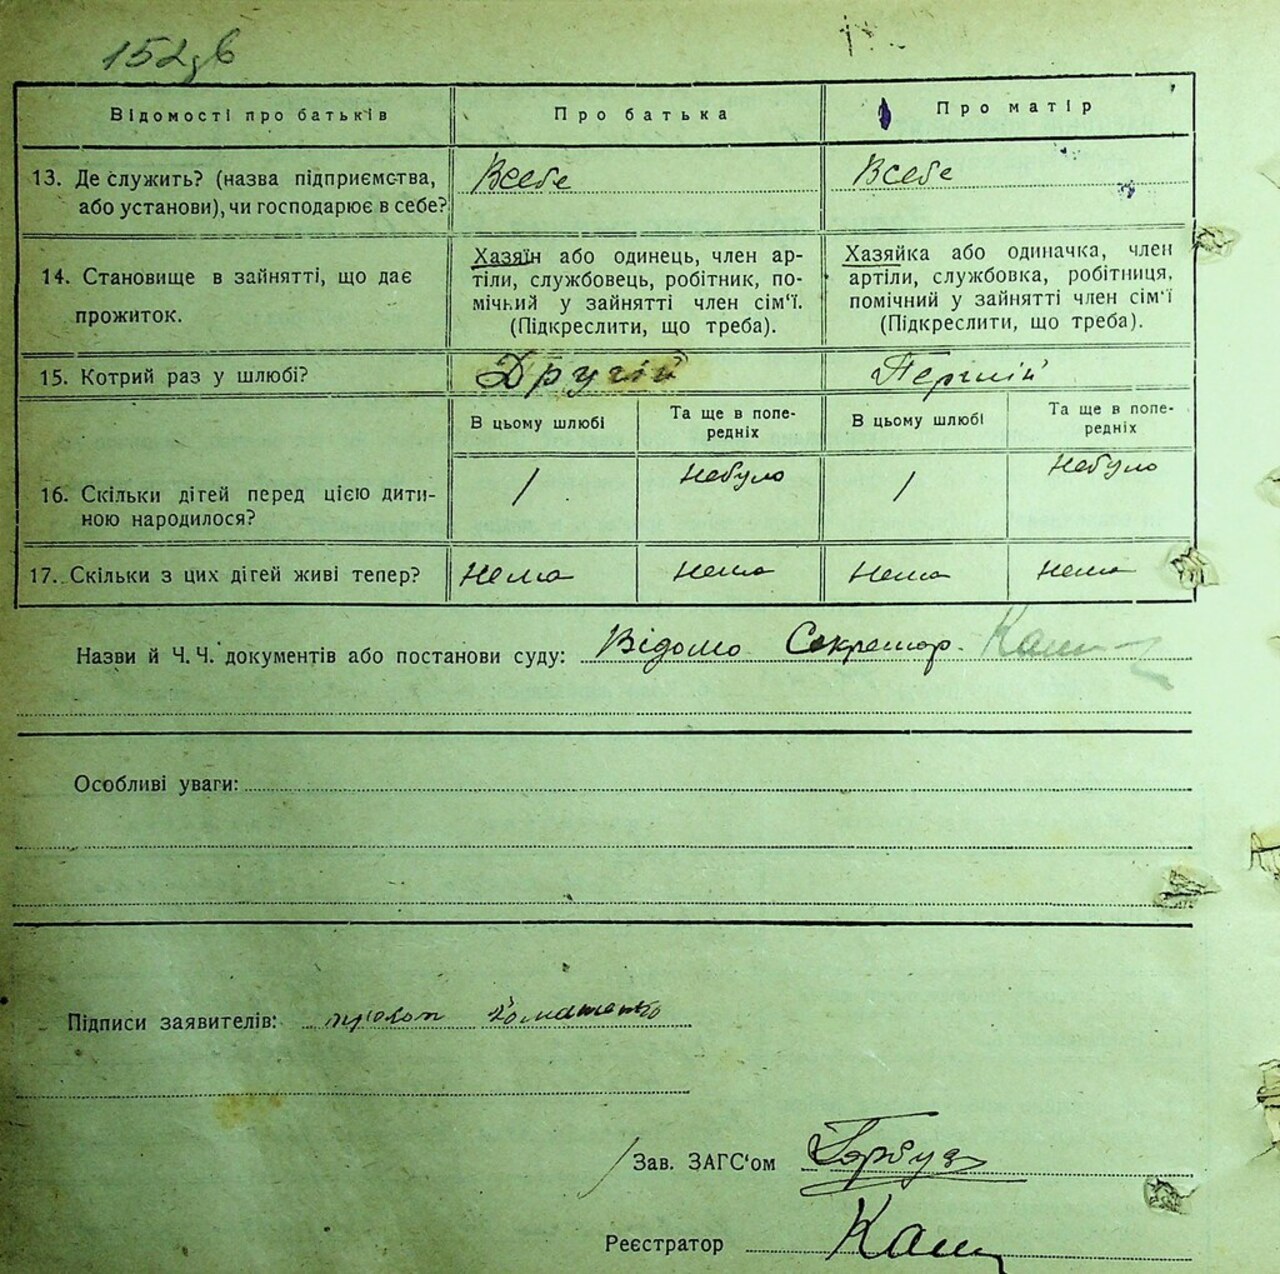 152 зв
Відомості про батьків
Про батька
Про матір
13. Де служить? (назва підприємства, або установи), чи господарює в себе?
Всебе
Всебе
14. Становище в зайнятті, що дає прожиток.
Хазяїн або одинець, член ар-
тіли, службовець, робітник, по-
мічний у зайнятті член сім'ї.
(Підкреслити, що треба).
Хазяйка або одиначка, член
артіли, службовка, робітниця,
помічний у зайнятті член сім'ї
(Підкреслити, що треба).
15. Котрий раз у шлюбі?
Другій
Первій
В цьому шлюбі
Та ще в попе-
редніх
В цьому шлюбі
Та ще в попе-
редніх
16. Скільки дітей перед цією дити-
ною народилося?
/
Небуло
/
Небуло
17. Скільки з цих дітей живі тепер?
Нема
Нема
Нема
Нема
Назви й Ч. Ч. документів або постанови суду: Відомо Секретар.
Особливі уваги:
Підписи заявителів:
Зав. ЗАГС'ом Гарбуз
Реєстратор